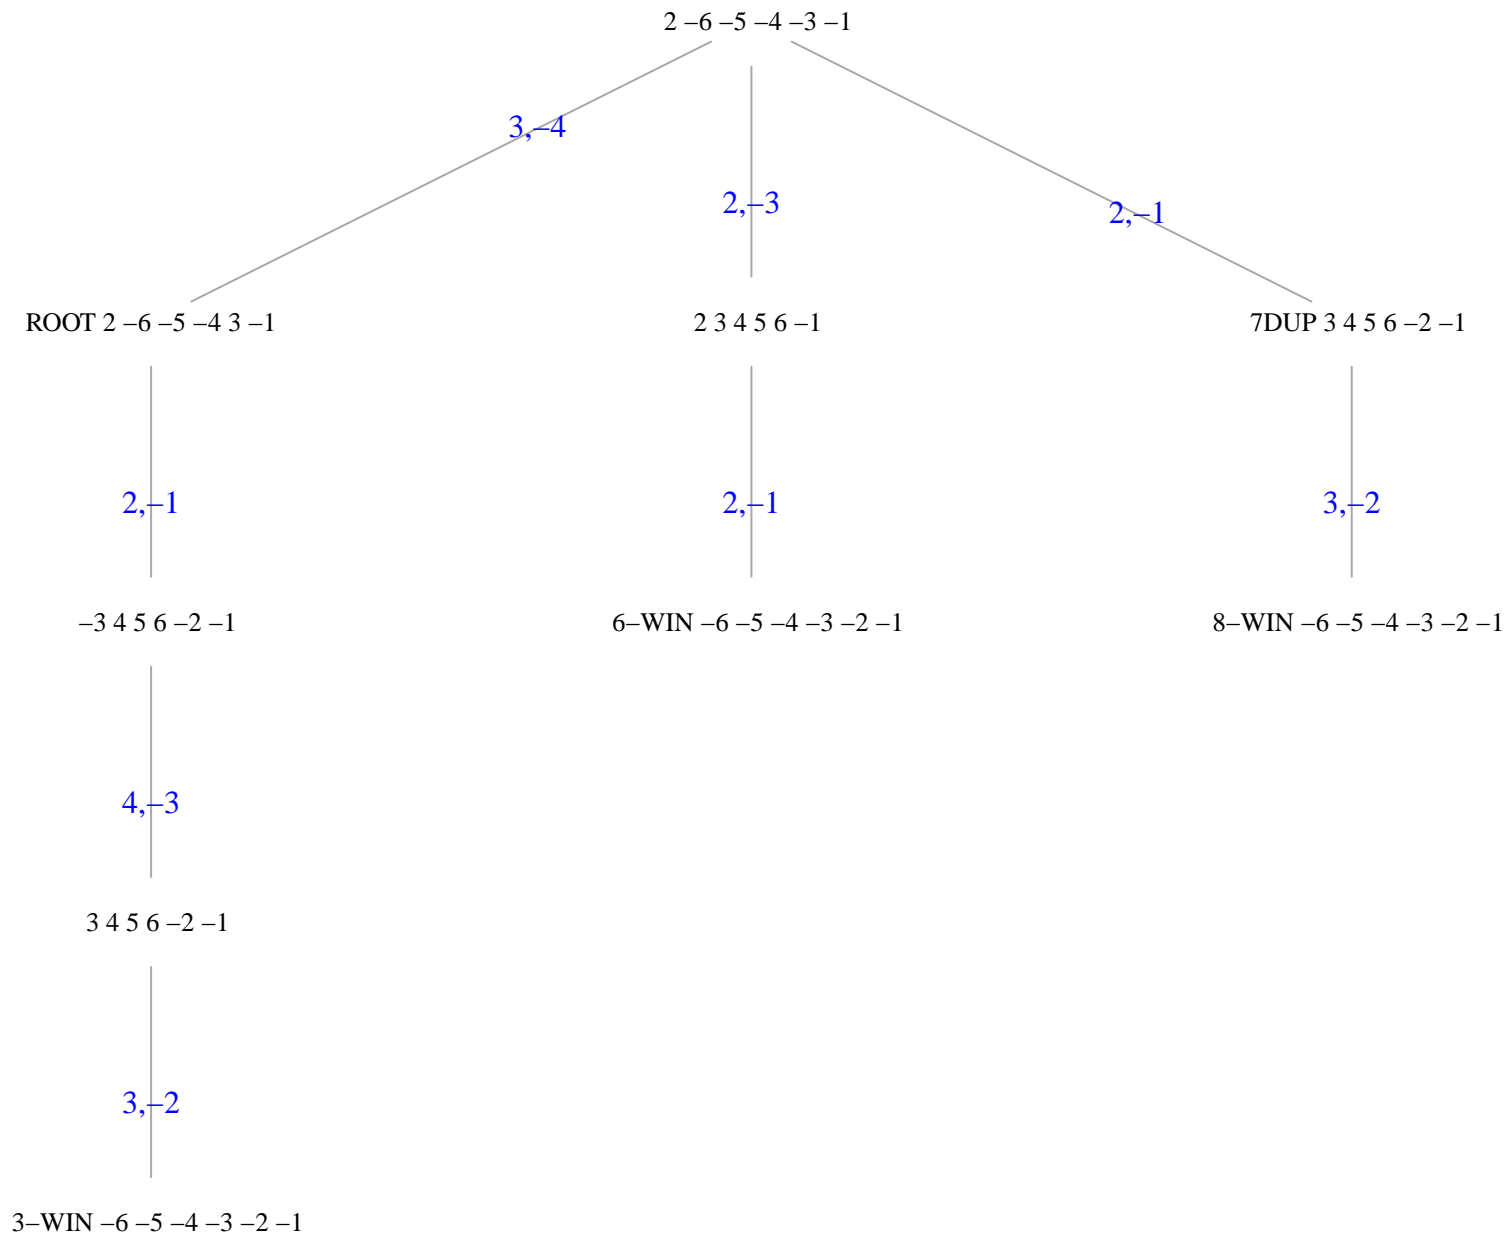 2 –6 –5 –4 –3 –1
3,–4
2,–3
2,–1
ROOT 2 –6 –5 –4 3 –1
2 3 4 5 6 –1
7DUP 3 4 5 6 –2 –1
2,–1
2,–1
3,–2
–3 4 5 6 –2 –1
6–WIN –6 –5 –4 –3 –2 –1
8–WIN –6 –5 –4 –3 –2 –1
4,–3
3 4 5 6 –2 –1
3,–2
3–WIN –6 –5 –4 –3 –2 –1